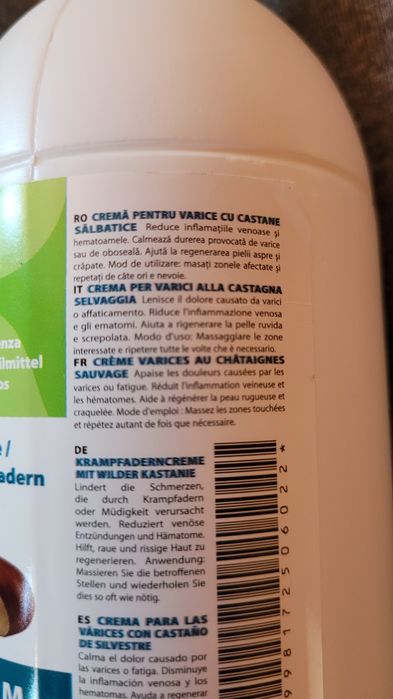 RO CREMĂ PENTRU VARICE CU CASTANE
SĂLBATICE Reduce inflamațiile venoase și
hematoamele. Calmează durerea provocată de varice
sau de oboseală. Ajută la regenerarea pielii aspre și
crăpate. Mod de utilizare: masați zonele afectate și
repetați de câte ori e nevoie.
IT CREMA PER VARICI ALLA CASTAGNA
SELVAGGIA Lenisce il dolore causato da varici
o affaticamento. Riduce l'infiammazione venosa
e gli ematomi. Aiuta a rigenerare la pelle ruvida
e screpolata. Modo d'uso: Massaggiare le zone
interessate e ripetere tutte le volte che è necessario.
FR CRÈME VARICES AU CHÂTAIGNES
SAUVAGE Apaise les douleurs causées par les
varices ou fatigue. Réduit l'inflammation veineuse et
les hématomes. Aide à régénérer la peau rugueuse et
craquelée. Mode d'emploi : Massez les zones touchées
et répétez autant de fois que nécessaire.
DE
KRAMPFADERNCREME
MIT WILDER KASTANIE
Lindert die Schmerzen,
die durch Krampfadern
oder Müdigkeit verursacht
werden. Reduziert venöse
Entzündungen und Hämatome.
Hilft, raue und rissige Haut zu
regenerieren. Anwendung:
Massieren Sie die betroffenen
Stellen und wiederholen Sie
dies so oft wie nötig.
ES CREMA PARA LAS
VÁRICES CON CASTAÑO
DE SILVESTRE
Calma el dolor causado por
las varices o fatiga. Disminuye
la inflamación venosa y los
hematomas. Ayuda a regenerar
enza
ilmittel
os
e /
adern
M
98172506022*